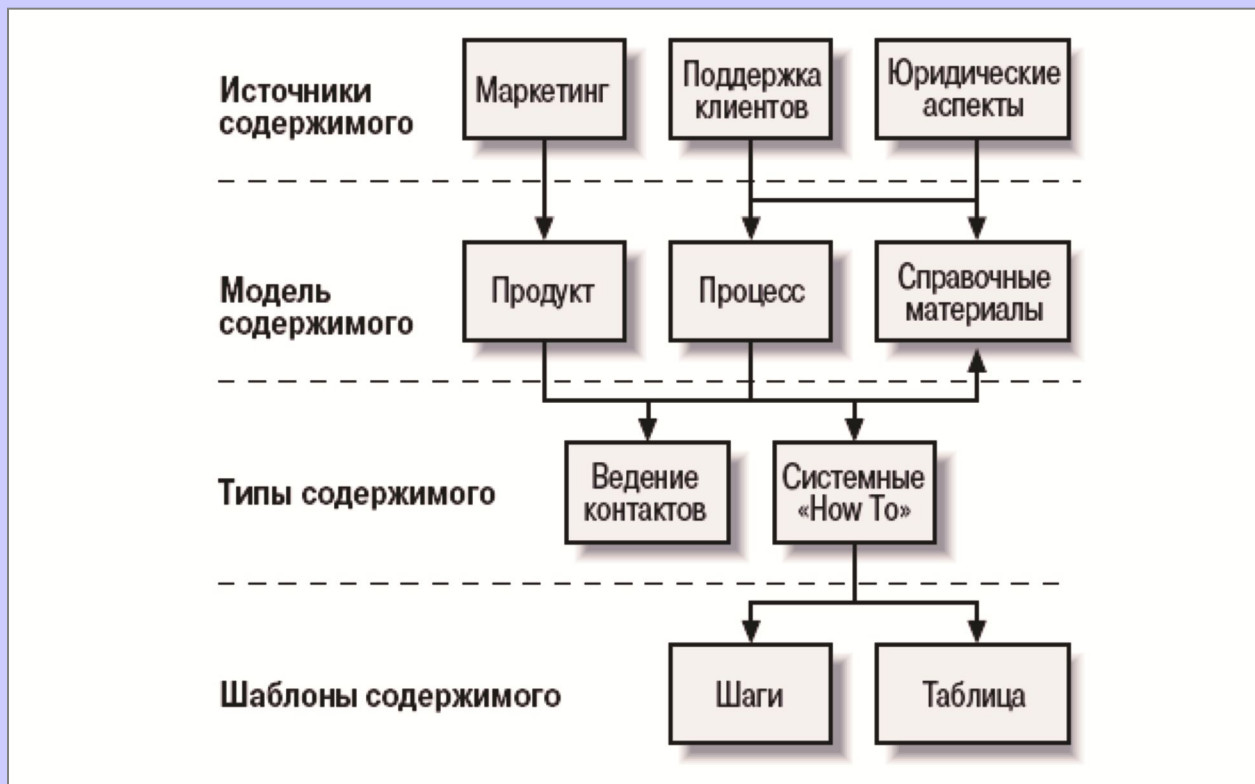 Источники
содержимого
Маркетинг
Поддержка
клиентов
Юридические
аспекты
Модель
содержимого
Продукт
Процесс
Справочные
материалы
Типы содержимого
Ведение
контактов
Системные
«How To»
Шаблоны содержимого
Шаги
Таблица